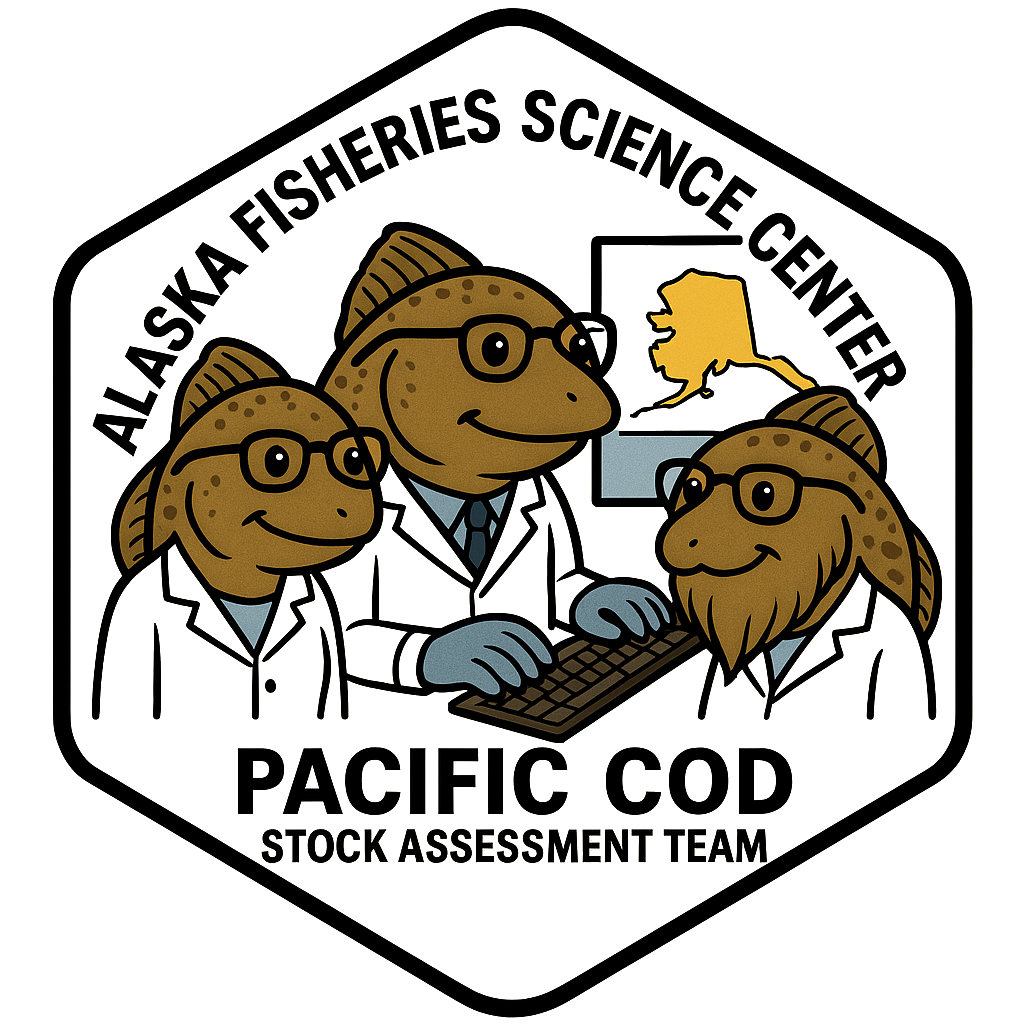 ALASKA FISHERIES SCIENCE CENTER
PACIFIC COD
STOCK ASSESSMENT TEAM